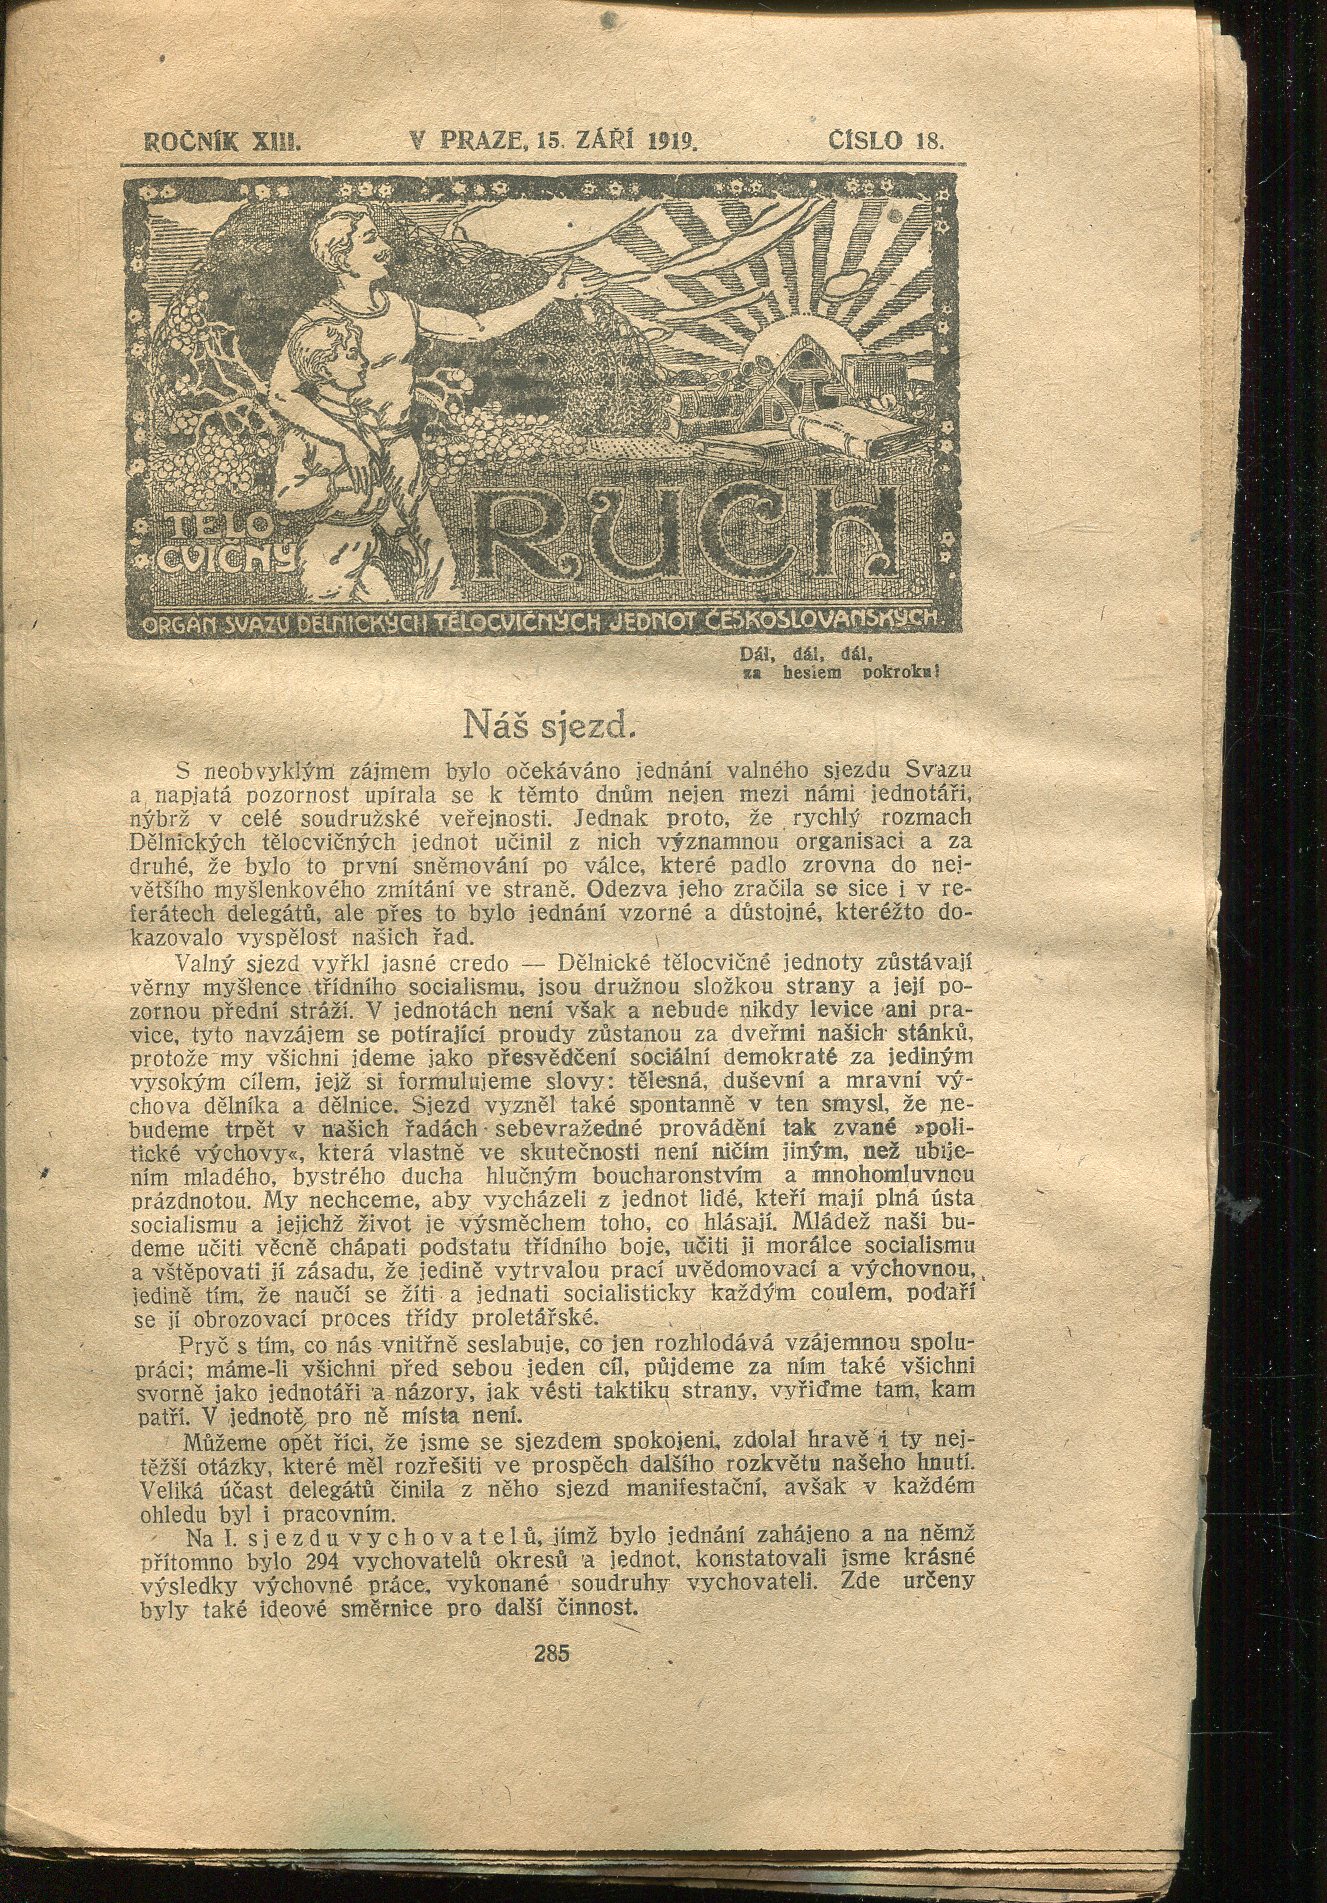 ROČNÍK XIII. V PRAZE, 15. ZÁŘÍ 1919. ČÍSLO 18.
TĚLO-
CVIČNÝ
RUCH
ORGÁN SVAZU DĚLNICKÝCH TĚLOCVIČNÝCH JEDNOT ČESKOSLOVANSKÝCH.
Dál, dál, dál,
za heslem pokroku!
Náš sjezd.
S neobvyklým zájmem bylo očekáváno jednání valného sjezdu Svazu
a napjatá pozornost upírala se k těmto dnům nejen mezi námi jednotáři,
nýbrž v celé soudružské veřejnosti. Jednak proto, že rychlý rozmach
Dělnických tělocvičných jednot učinil z nich významnou organisaci a za
druhé, že bylo to první sněmování po válce, které padlo zrovna do nej-
většího myšlenkového zmítání ve straně. Odezva jeho zračila se sice i v re-
ferátech delegátů, ale přes to bylo jednání vzorné a důstojné, kteréžto do-
kazovalo vyspělost našich řad.
Valný sjezd vyřkl jasné credo — Dělnické tělocvičné jednoty zůstávají
věrny myšlence třídního socialismu, jsou družnou složkou strany a její po-
zornou přední stráží. V jednotách není však a nebude nikdy levice ani pra-
vice, tyto navzájem se potírající proudy zůstanou za dveřmi našich stánků,
protože my všichni jdeme jako přesvědčení sociální demokraté za jediným
vysokým cílem, jejž si formulujeme slovy: tělesná, duševní a mravní vý-
chova dělníka a dělnice. Sjezd vyzněl také spontanně v ten smysl, že ne-
budeme trpět v našich řadách sebevražedné provádění tak zvané »poli-
tické výchovy«, která vlastně ve skutečnosti není ničím jiným, než ubíje-
ním mladého, bystrého ducha hlučným boucharonstvím a mnohomluvnou
prázdnotou. My nechceme, aby vycházeli z jednot lidé, kteří mají plná ústa
socialismu a jejichž život je výsměchem toho, co hlásají. Mládež naši bu-
deme učiti věcně chápati podstatu třídního boje, učiti ji morálce socialismu
a vštěpovati jí zásadu, že jedině vytrvalou prací uvědomovací a výchovnou,
jedině tím, že naučí se žíti a jednati socialisticky každým coulem, podaří
se jí obrozovací proces třídy proletářské.
Pryč s tím, co nás vnitřně seslabuje, co jen rozhlodává vzájemnou spolu-
práci; máme-li všichni před sebou jeden cíl, půjdeme za ním také všichni
svorně jako jednotáři a názory, jak vésti taktiku strany, vyřiďme tam, kam
patří. V jednotě pro ně místa není.
Můžeme opět říci, že jsme se sjezdem spokojeni, zdolal hravě i ty nej-
těžší otázky, které měl rozřešiti ve prospěch dalšího rozkvětu našeho hnutí.
Veliká účast delegátů činila z něho sjezd manifestační, avšak v každém
ohledu byl i pracovním.
Na I. sjezdu vychovatelů, jímž bylo jednání zahájeno a na němž
přítomno bylo 294 vychovatelů okresů a jednot, konstatovali jsme krásné
výsledky výchovné práce, vykonané soudruhy vychovateli. Zde určeny
byly také ideové směrnice pro další činnost.
285